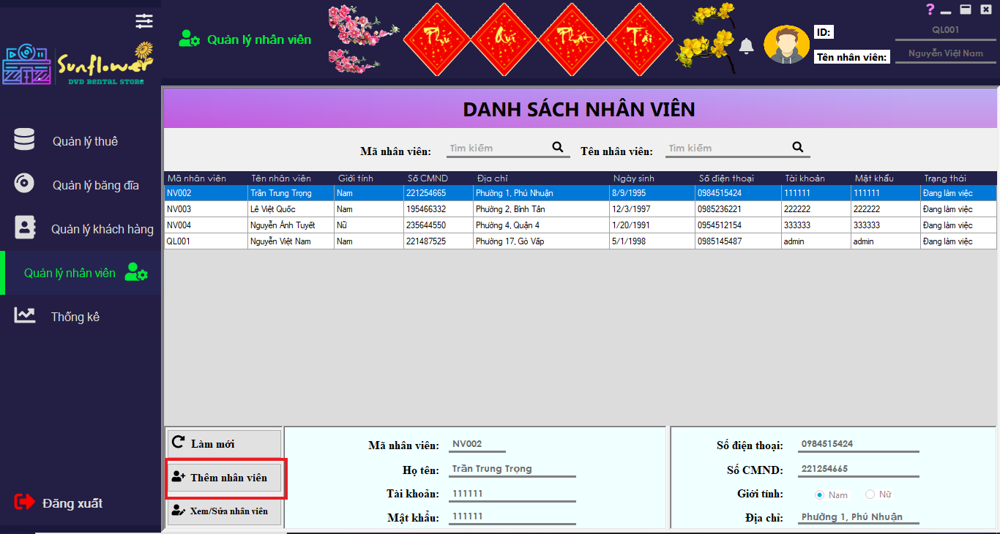 Quản lý nhân viên
Phú Quý Phát Tài
?
ID:
QL001
Tên nhân viên:
Nguyễn Việt Nam
Sunflower
DVD RENTAL STORE
Quản lý thuê
Quản lý băng đĩa
Quản lý khách hàng
Quản lý nhân viên
Thống kê
Đăng xuất
DANH SÁCH NHÂN VIÊN
Mã nhân viên: Tìm kiếm Tên nhân viên: Tìm kiếm
Mã nhân viên Tên nhân viên Giới tính Số CMND Địa chỉ Ngày sinh Số điện thoại Tài khoản Mật khẩu Trạng thái
NV002 Trần Trung Trọng Nam 221254665 Phường 1, Phú Nhuận 8/9/1995 0984515424 111111 111111 Đang làm việc
NV003 Lê Việt Quốc Nam 195466332 Phường 2, Bình Tân 12/3/1997 0985236221 222222 222222 Đang làm việc
NV004 Nguyễn Ánh Tuyết Nữ 235644550 Phường 4, Quận 4 1/20/1991 0954512154 333333 333333 Đang làm việc
QL001 Nguyễn Việt Nam Nam 221487525 Phường 17, Gò Vấp 5/1/1998 0985145487 admin admin Đang làm việc
Làm mới
Thêm nhân viên
Xem/Sửa nhân viên
Mã nhân viên: NV002
Họ tên: Trần Trung Trọng
Tài khoản: 111111
Mật khẩu: 111111
Số điện thoại: 0984515424
Số CMND: 221254665
Giới tính: Nam Nữ
Địa chỉ: Phường 1, Phú Nhuận